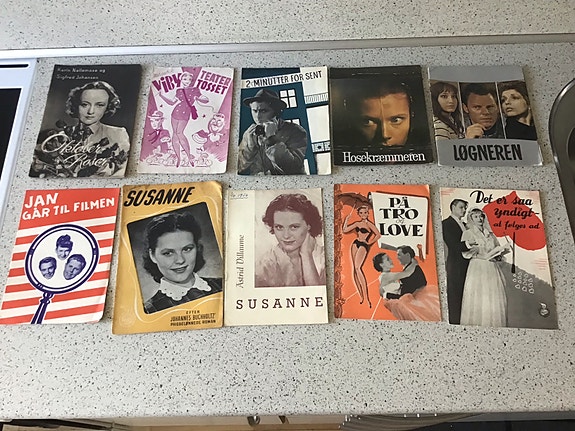 Karin Nellemose og
Sigfred Johansen
Oktober
Roser
Viby
TEATER
TOSSET
2 MINUTTER FOR SENT
Hosekræmmeren
LØGNEREN
JAN
GÅR TIL FILMEN
SUSANNE
EFTER
JOHANNES BUCHHOLTZ'
PRISBELØNNEDE ROMAN
Astrid Villaume
SUSANNE
PÅ
TRO
og
LOVE
Det er saa
yndigt-
at følges ad